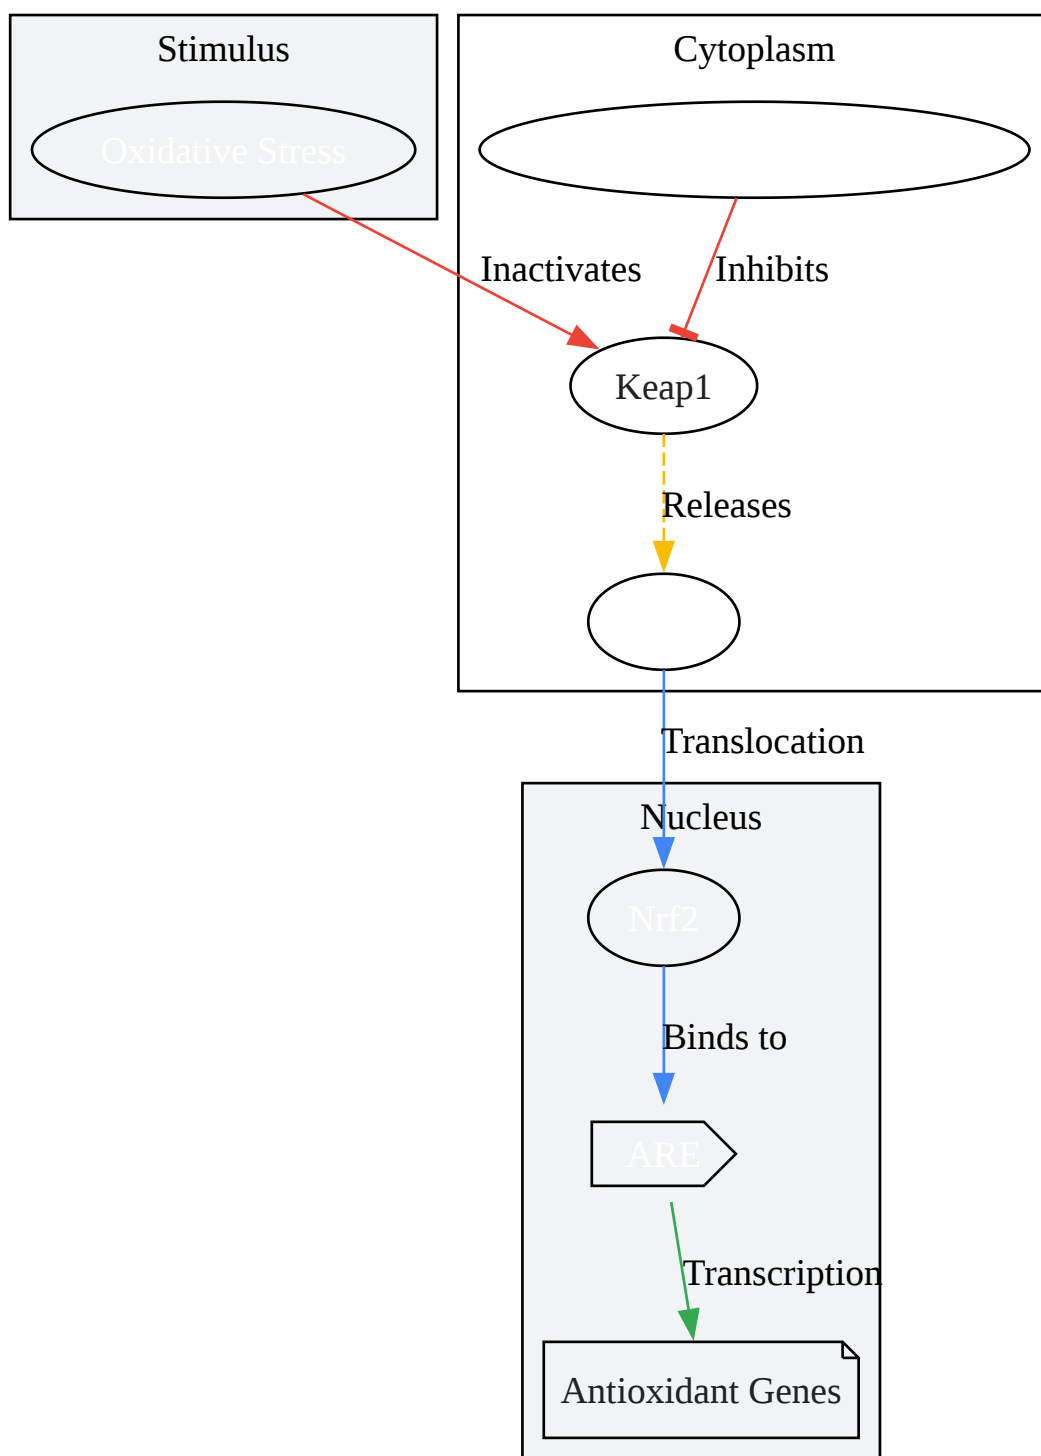 Stimulus
Cytoplasm
Oxidative Stress
Inactivates
Inhibits
Keap1
Releases
Translocation
Nucleus
Nrf2
Binds to
ARE
Transcription
Antioxidant Genes